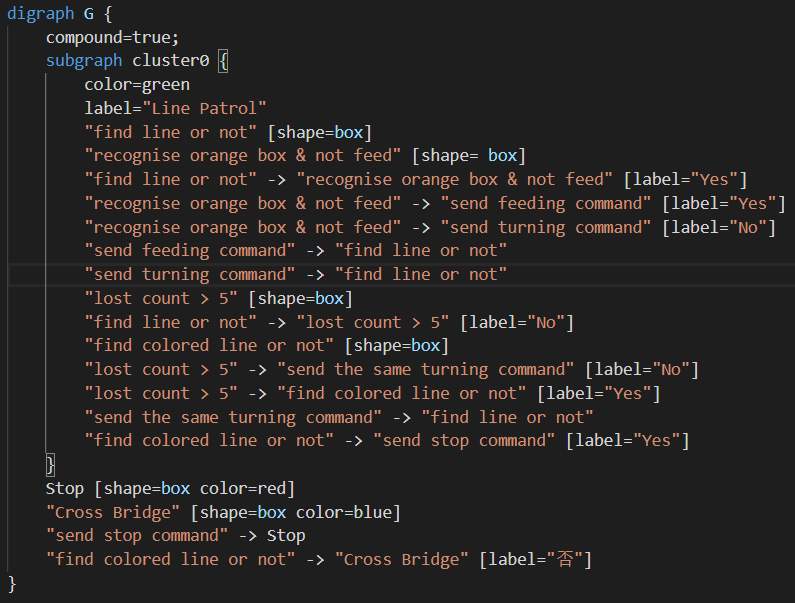 digraph G {
    compound=true;
    subgraph cluster0 {
        color=green
        label="Line Patrol"
        "find line or not" [shape=box]
        "recognise orange box & not feed" [shape= box]
        "find line or not" -> "recognise orange box & not feed" [label="Yes"]
        "recognise orange box & not feed" -> "send feeding command" [label="Yes"]
        "recognise orange box & not feed" -> "send turning command" [label="No"]
        "send feeding command" -> "find line or not"
        "send turning command" -> "find line or not"
        "lost count > 5" [shape=box]
        "find line or not" -> "lost count > 5" [label="No"]
        "find colored line or not" [shape=box]
        "lost count > 5" -> "send the same turning command" [label="No"]
        "lost count > 5" -> "find colored line or not" [label="Yes"]
        "send the same turning command" -> "find line or not"
        "find colored line or not" -> "send stop command" [label="Yes"]
    }
    Stop [shape=box color=red]
    "Cross Bridge" [shape=box color=blue]
    "send stop command" -> Stop
    "find colored line or not" -> "Cross Bridge" [label="否"]
}